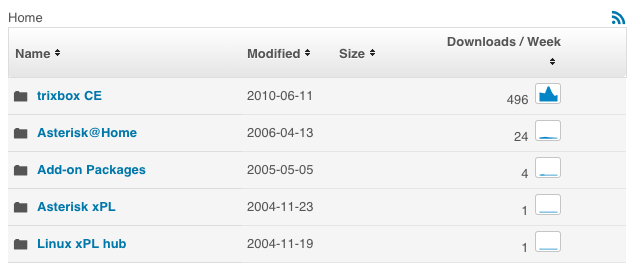 Home
Name Modified Size Downloads / Week
trixbox CE 2010-06-11 496
Asterisk@Home 2006-04-13 24
Add-on Packages 2005-05-05 4
Asterisk xPL 2004-11-23 1
Linux xPL hub 2004-11-19 1